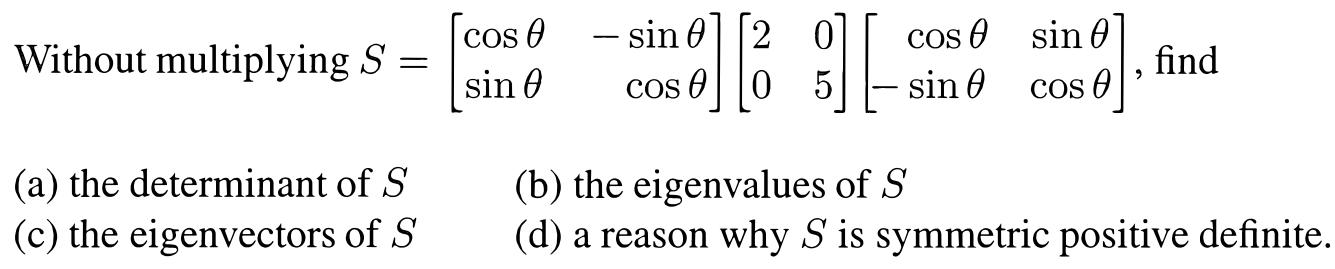 Without multiplying S = [cos θ −sin θ; sin θ cos θ] [2 0; 0 5] [cos θ sin θ; −sin θ cos θ], find
(a) the determinant of S (b) the eigenvalues of S
(c) the eigenvectors of S (d) a reason why S is symmetric positive definite.